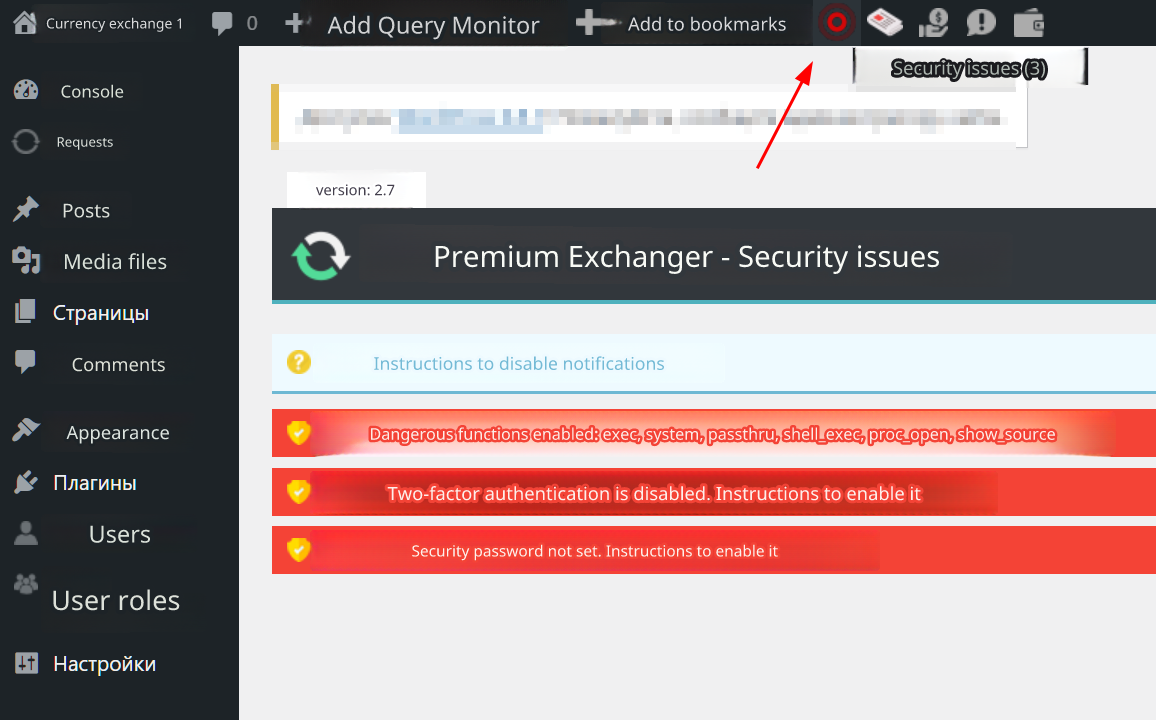 Currency exchange 1
0
Add Query Monitor
Add to bookmarks
Security issues (3)
Console
Requests
Posts
Media files
Страницы
Comments
Appearance
Плагины
Users
User roles
Настройки
version: 2.7
Premium Exchanger - Security issues
Instructions to disable notifications
Dangerous functions enabled: exec, system, passthru, shell_exec, proc_open, show_source
Two-factor authentication is disabled. Instructions to enable it
Security password not set. Instructions to enable it